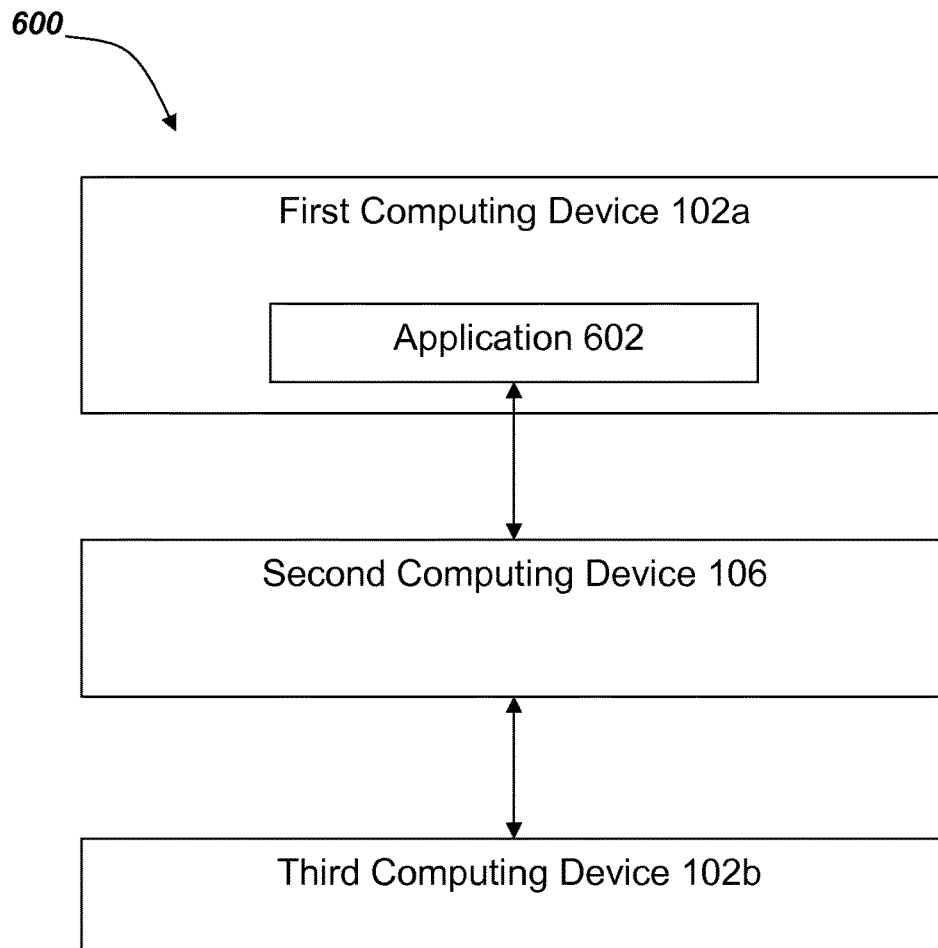 600
First Computing Device 102a
Application 602
Second Computing Device 106
Third Computing Device 102b